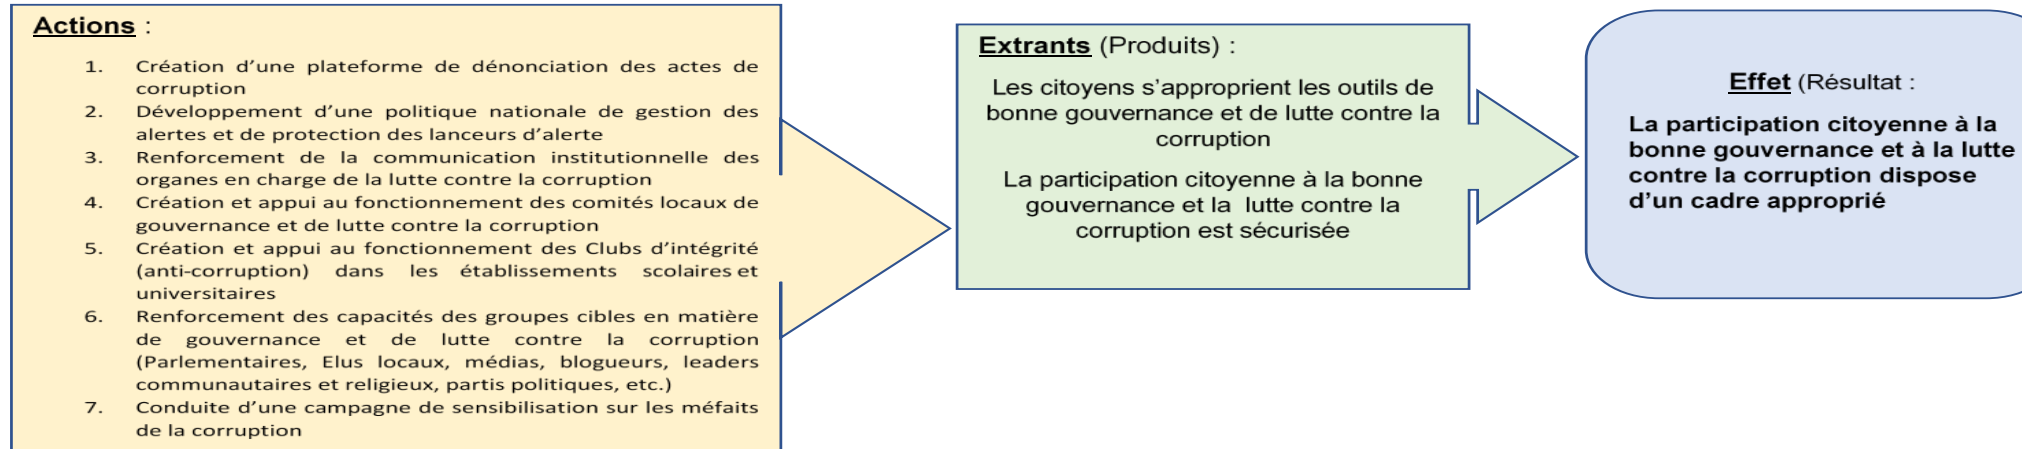 Actions :
1. Création d’une plateforme de dénonciation des actes de
corruption
2. Développement d’une politique nationale de gestion des
alertes et de protection des lanceurs d’alerte
3. Renforcement de la communication institutionnelle des
organes en charge de la lutte contre la corruption
4. Création et appui au fonctionnement des comités locaux de
gouvernance et de lutte contre la corruption
5. Création et appui au fonctionnement des Clubs d’intégrité
(anti-corruption) dans les établissements scolaires et
universitaires
6. Renforcement des capacités des groupes cibles en matière
de gouvernance et de lutte contre la corruption
(Parlementaires, Elus locaux, médias, blogueurs, leaders
communautaires et religieux, partis politiques, etc.)
7. Conduite d’une campagne de sensibilisation sur les méfaits
de la corruption
Extrants (Produits) :
Les citoyens s’approprient les outils de
bonne gouvernance et de lutte contre la
corruption
La participation citoyenne à la bonne
gouvernance et la lutte contre la
corruption est sécurisée
Effet (Résultat :
La participation citoyenne à la
bonne gouvernance et à la lutte
contre la corruption dispose
d’un cadre approprié